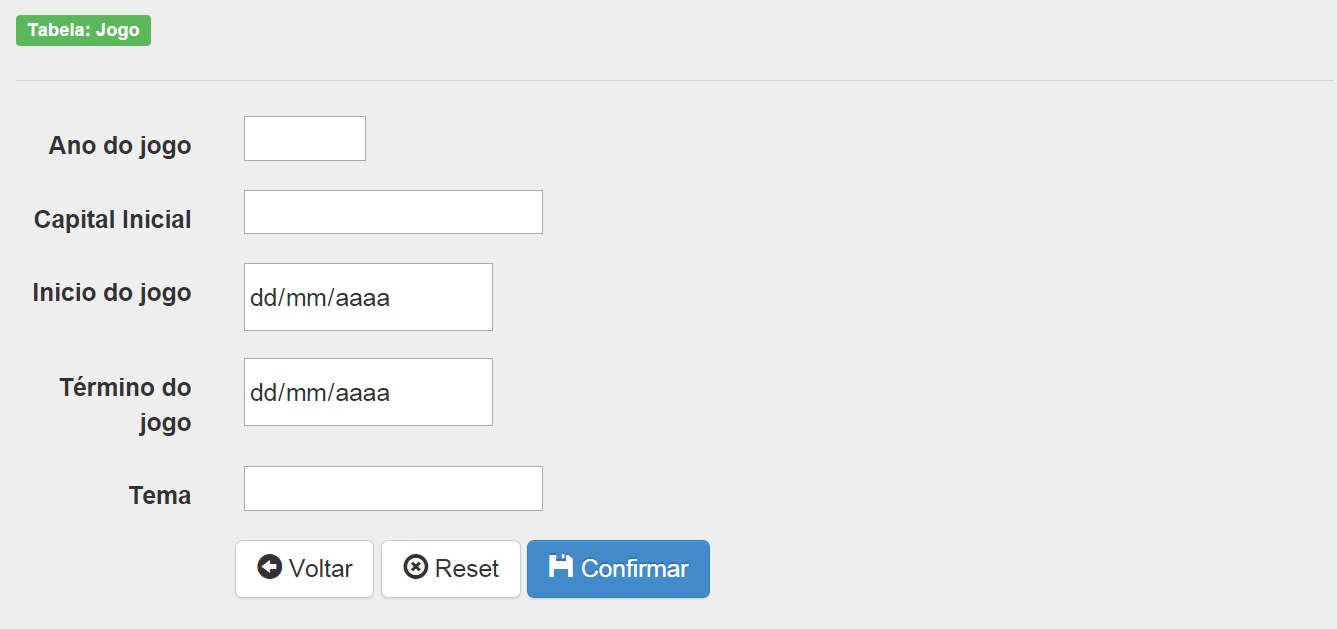 Tabela: Jogo
Ano do jogo
Capital Inicial
Inicio do jogo
dd/mm/aaaa
Término do
jogo
dd/mm/aaaa
Tema
Voltar
Reset
Confirmar